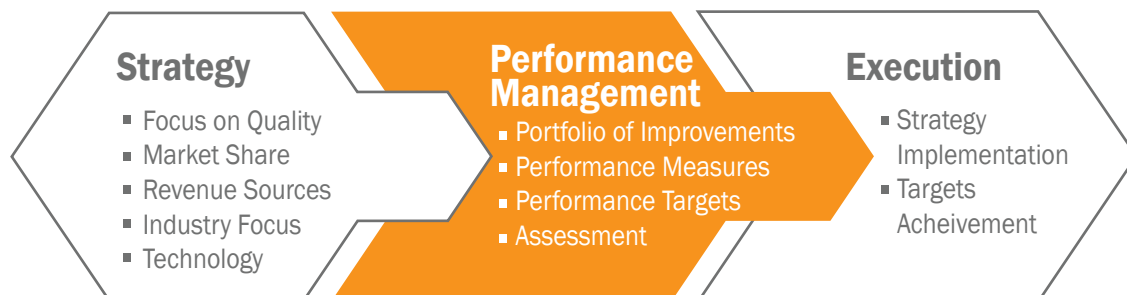 Strategy
▪ Focus on Quality
▪ Market Share
▪ Revenue Sources
▪ Industry Focus
▪ Technology
Performance
Management
▪ Portfolio of Improvements
▪ Performance Measures
▪ Performance Targets
▪ Assessment
Execution
▪ Strategy
Implementation
▪ Targets
Acheivement